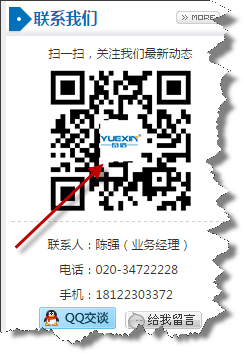 联系我们
MORE
扫一扫，关注我们最新动态
YUEXIN
联系人：陈强（业务经理）
电话：020-34722228
手机：18122303372
QQ交谈
给我留言